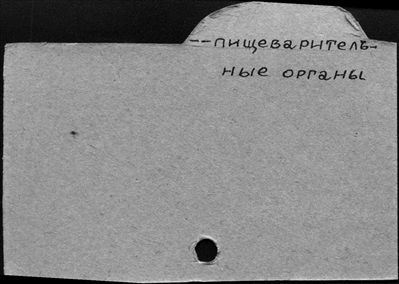 --пищеваритель-
ные органы